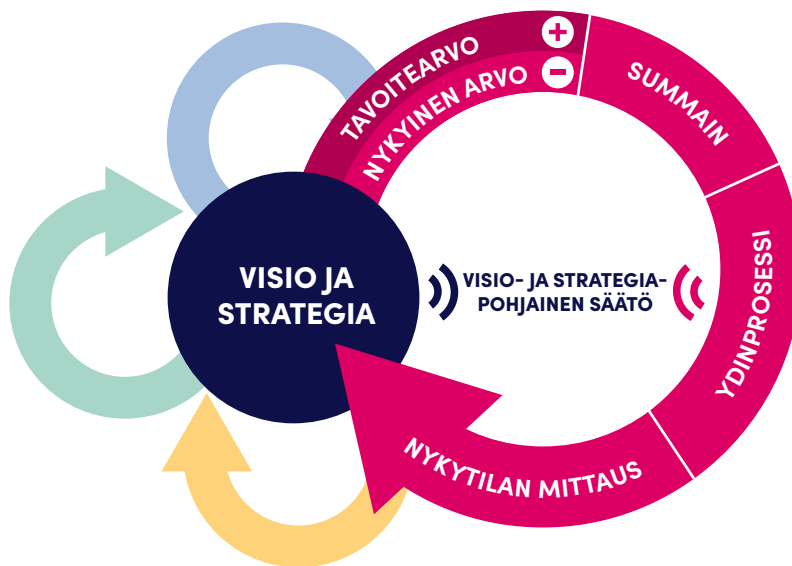 TAVOITEARVO
+
NYKYINEN ARVO
−
SUMMAIN
YDINPROSESSI
NYKYTILAN MITTAUS
VISIO JA
STRATEGIA
VISIO- JA STRATEGIA-
POHJAINEN SÄÄTÖ